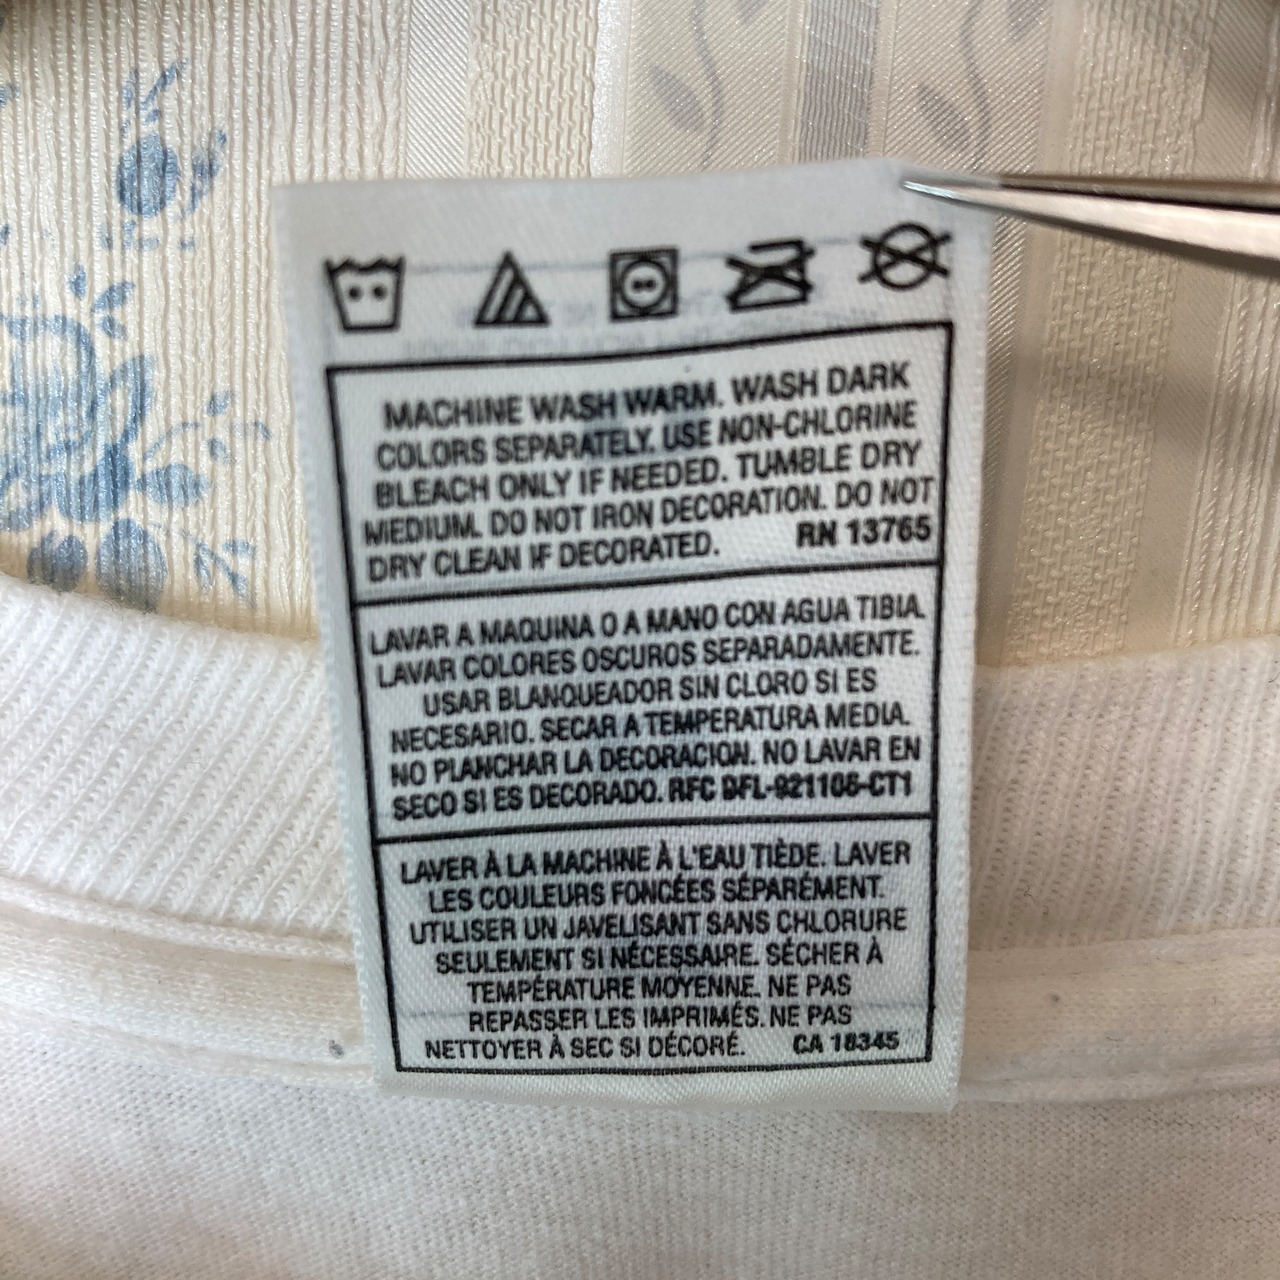 MACHINE WASH WARM. WASH DARK
COLORS SEPARATELY. USE NON-CHLORINE
BLEACH ONLY IF NEEDED. TUMBLE DRY
MEDIUM. DO NOT IRON DECORATION. DO NOT
DRY CLEAN IF DECORATED. RN 13765
LAVAR A MAQUINA O A MANO CON AGUA TIBIA.
LAVAR COLORES OSCUROS SEPARADAMENTE.
USAR BLANQUEADOR SIN CLORO SI ES
NECESARIO. SECAR A TEMPERATURA MEDIA.
NO PLANCHAR LA DECORACION. NO LAVAR EN
SECO SI ES DECORADO. RFC DFL-921106-CT1
LAVER À LA MACHINE À L'EAU TIÈDE. LAVER
LES COULEURS FONCÉES SÉPARÉMENT.
UTILISER UN JAVELISANT SANS CHLORURE
SEULEMENT SI NÉCESSAIRE. SÉCHER À
TEMPÉRATURE MOYENNE. NE PAS
REPASSER LES IMPRIMÉS. NE PAS
NETTOYER À SEC SI DÉCORÉ. CA 18345